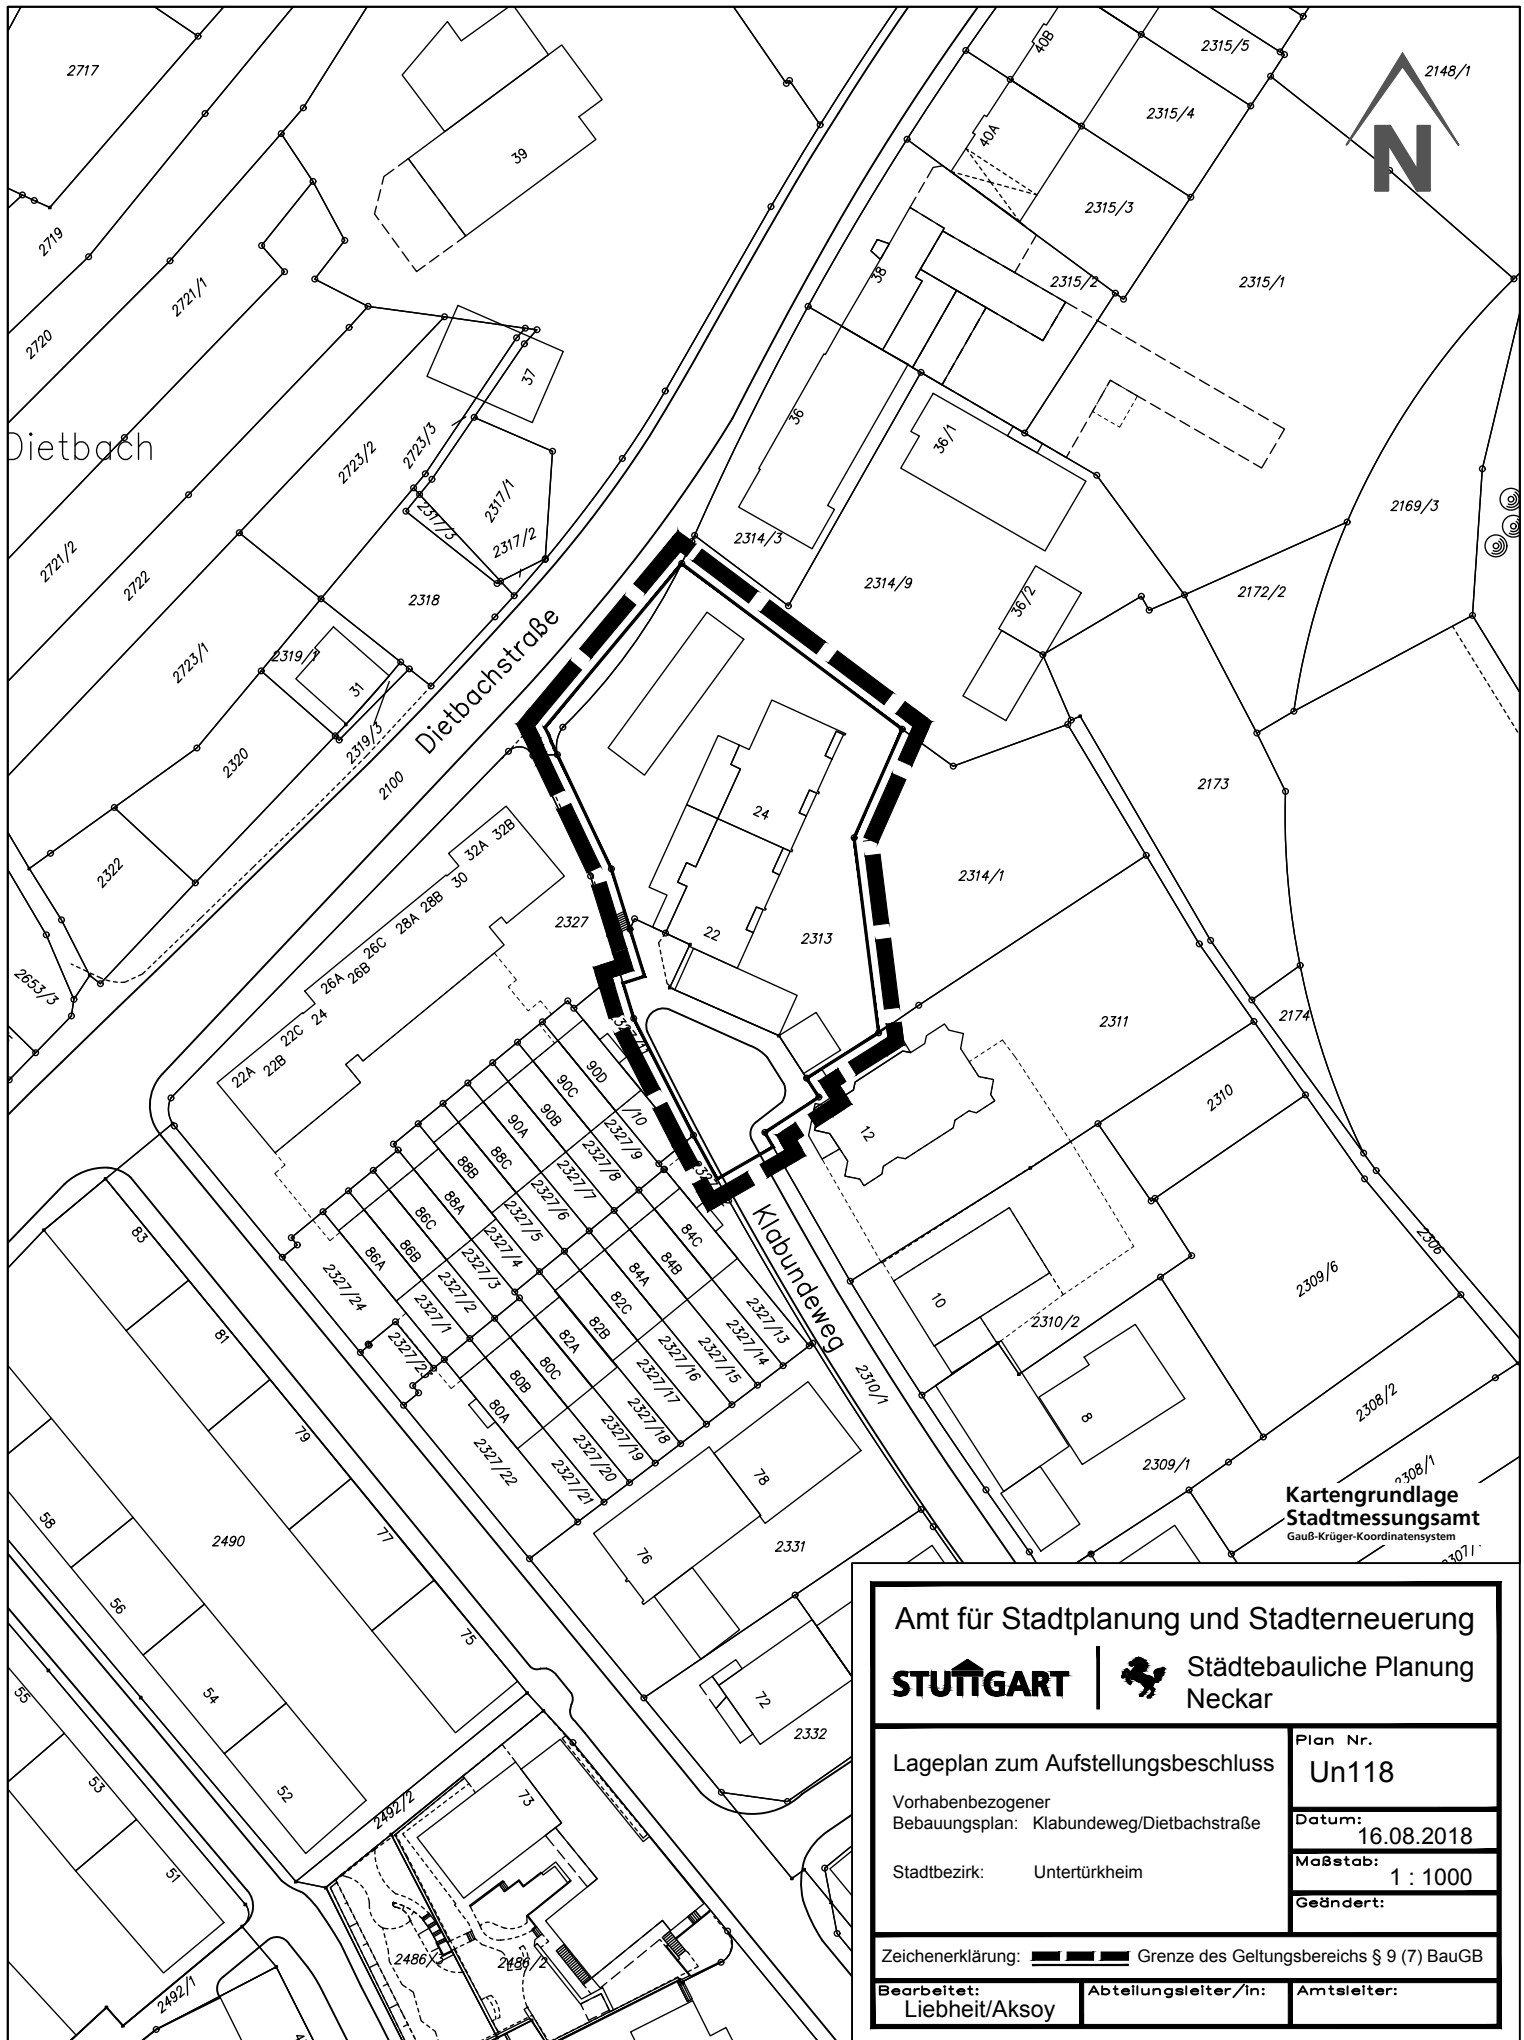 2717
39
2719
2721/1
2720
37
2723/3
2723/2
Dietbach
2317/1
2317/3
2317/2
2721/2
2722
2318
2723/1
2319/1
31
2319/3
2320
Dietbachstraße
2100
2322
2653/3
40B
2315/5
2148/1
2315/4
40A
N
2315/3
38
2315/2
2315/1
36
36/1
2169/3
2314/3
2314/9
36/2
2172/2
24
2173
2314/1
2327
22
2313
32A 32B
30
28A 28B
26C
26A
26B
24
22C
22A
22B
2311
2174
2310
12
90D
90C
90B
90A
88C
88B
88A
86C
86B
86A
/10
2327/9
2327/8
2327/7
2327/6
2327/5
2327/4
2327/3
2327/2
2327/1
2327/24
84C
84B
84A
82C
82B
82A
80C
80B
80A
2327/13
2327/14
2327/15
2327/16
2327/17
2327/18
2327/19
2327/20
2327/21
2327/22
Klabundeweg
2306
2309/6
10
2310/2
2310/1
8
2308/2
2309/1
2308/1
83
81
79
77
75
58
56
54
52
2490
78
76
2331
72
2332
55
53
51
2492/2
73
2486/3
2486/2
2492/1
Kartengrundlage
Stadtmessungsamt
Gauß-Krüger-Koordinatensystem
Amt für Stadtplanung und Stadterneuerung
STUTTGART
Städtebauliche Planung
Neckar
Lageplan zum Aufstellungsbeschluss
Vorhabenbezogener
Bebauungsplan: Klabundeweg/Dietbachstraße
Stadtbezirk: Untertürkheim
Plan Nr.
Un118
Datum:
16.08.2018
Maßstab:
1 : 1000
Geändert:
Zeichenerklärung: Grenze des Geltungsbereichs § 9 (7) BauGB
Bearbeitet:
Liebheit/Aksoy
Abteilungsleiter/in:
Amtsleiter: